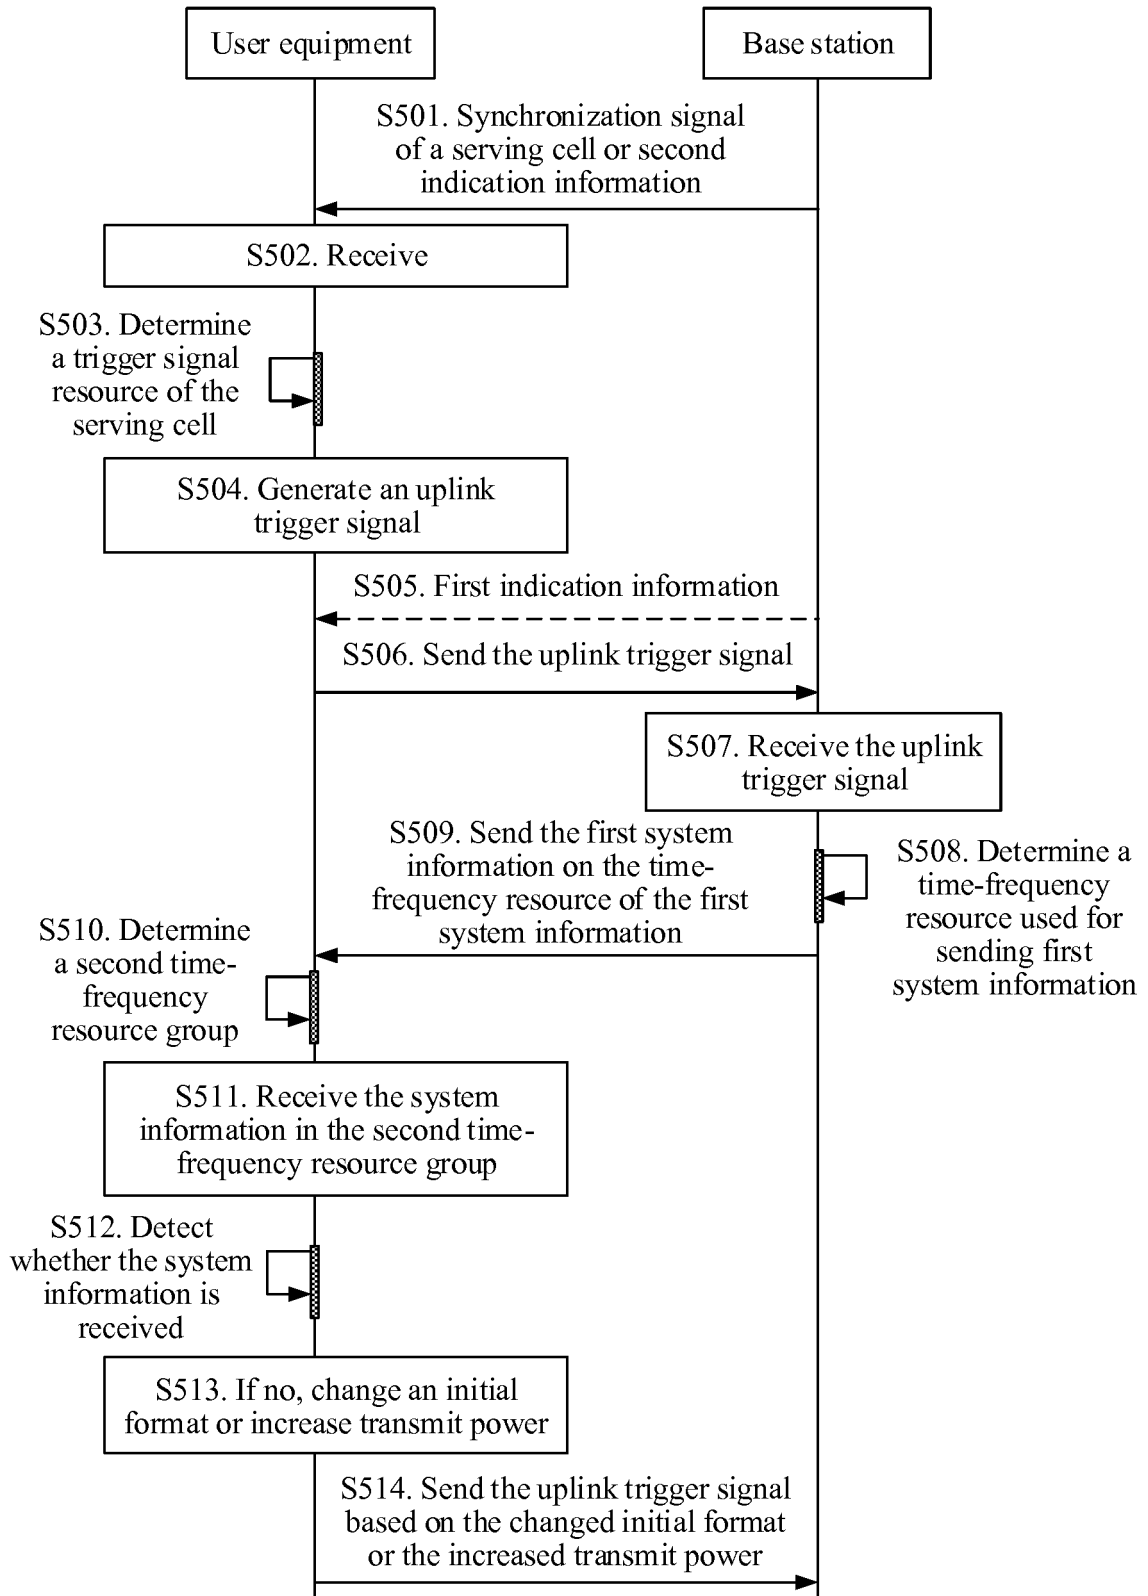 User equipment
Base station
S501. Synchronization signal
of a serving cell or second
indication information
S502. Receive
S503. Determine
a trigger signal
resource of the
serving cell
S504. Generate an uplink
trigger signal
S505. First indication information
S506. Send the uplink trigger signal
S507. Receive the uplink
trigger signal
S508. Determine a
time-frequency
resource used for
sending first
system information
S509. Send the first system
information on the time-
frequency resource of the first
system information
S510. Determine
a second time-
frequency
resource group
S511. Receive the system
information in the second time-
frequency resource group
S512. Detect
whether the system
information is
received
S513. If no, change an initial
format or increase transmit power
S514. Send the uplink trigger signal
based on the changed initial format
or the increased transmit power